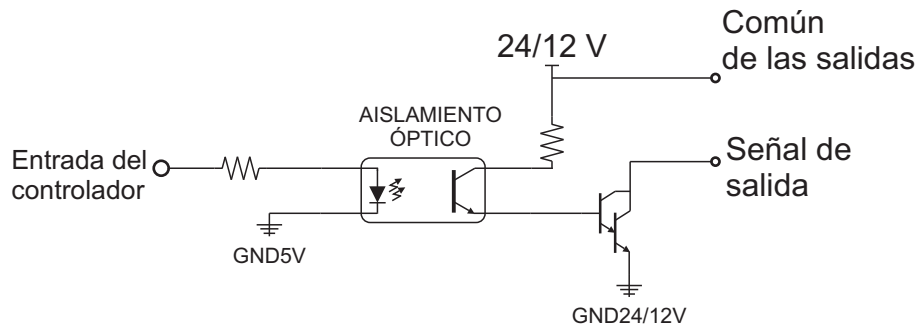 Común
de las salidas
24/12 V
AISLAMIENTO
ÓPTICO
Entrada del
controlador
Señal de
salida
GND5V
GND24/12V